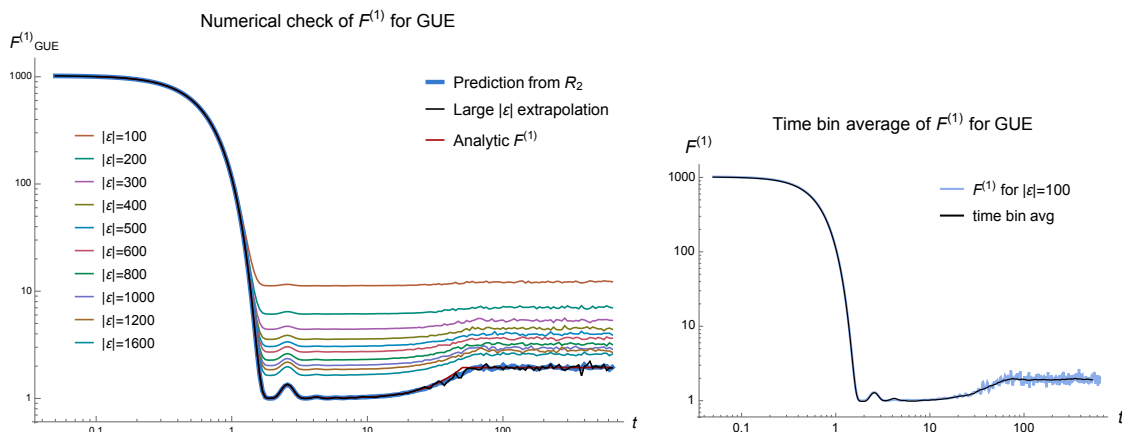 Numerical check of F⁽¹⁾ for GUE
F⁽¹⁾GUE
1000
100
10
1
0.1
1
10
100
t
Prediction from R₂
Large |ε| extrapolation
Analytic F⁽¹⁾
|ε|=100
|ε|=200
|ε|=300
|ε|=400
|ε|=500
|ε|=600
|ε|=800
|ε|=1000
|ε|=1200
|ε|=1600
Time bin average of F⁽¹⁾ for GUE
F⁽¹⁾
1000
100
10
1
0.1
1
10
100
t
F⁽¹⁾ for |ε|=100
time bin avg